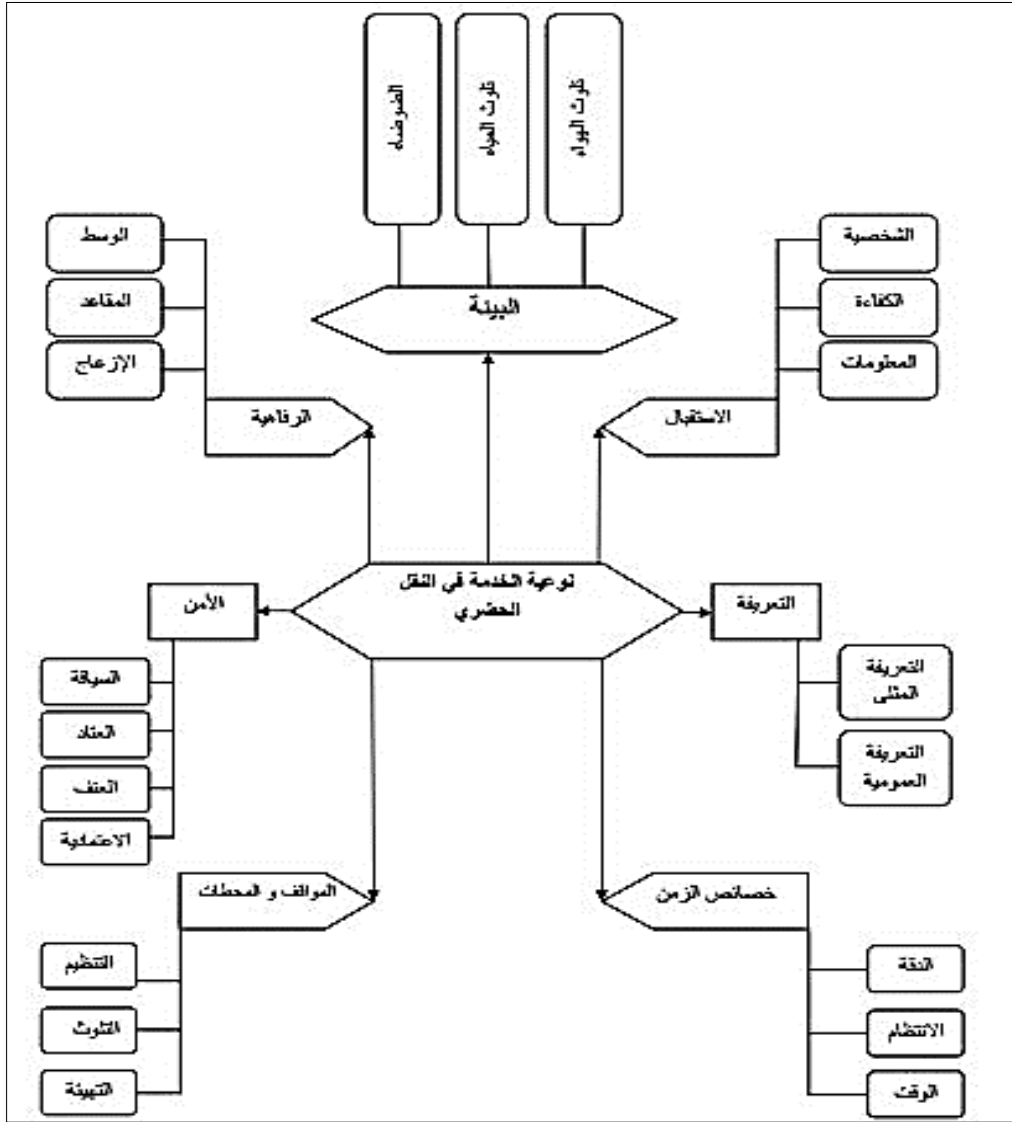 تلوث الهواء
تلوث المياه
الضوضاء
البيئة
الشخصية
الكفاءة
المعلومات
الاستقبال
الوسط
المقاعد
الإزعاج
الرفاهية
نوعية الخدمة في النقل
الحضري
التعريفة
التعريفة
المثلى
التعريفة
العمومية
الأمن
السياقة
العتاد
العنف
الاعتمادية
خصائص الزمن
الدقة
الانتظام
الوقت
المواقف و المحطات
التنظيم
التلوث
التهيئة